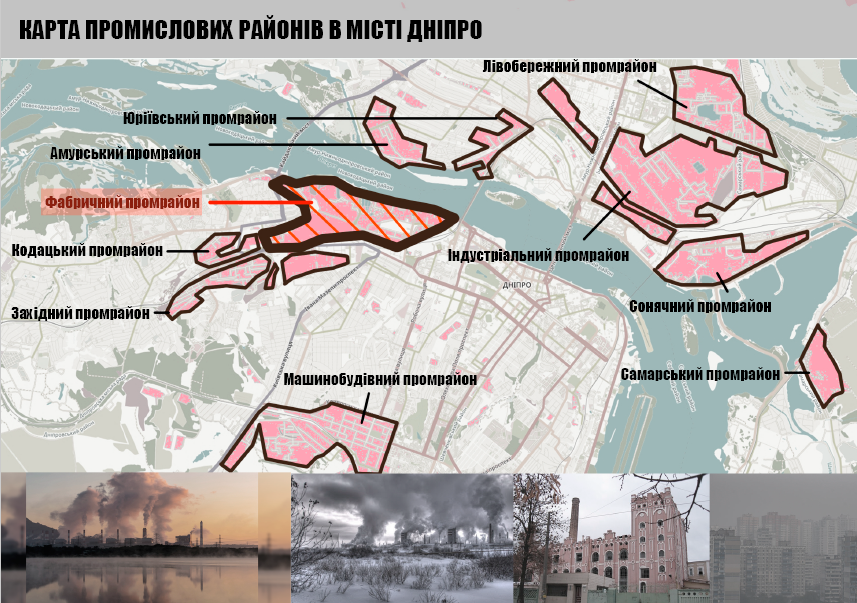 КАРТА ПРОМИСЛОВИХ РАЙОНІВ В МІСТІ ДНІПРО
Лівобережний промрайон
Юріївський промрайон
Амурський промрайон
Фабричний промрайон
Кодацький промрайон
Індустріальний промрайон
ДНІПРО
Західний промрайон
Сонячний промрайон
Самарський промрайон
Машинобудівний промрайон